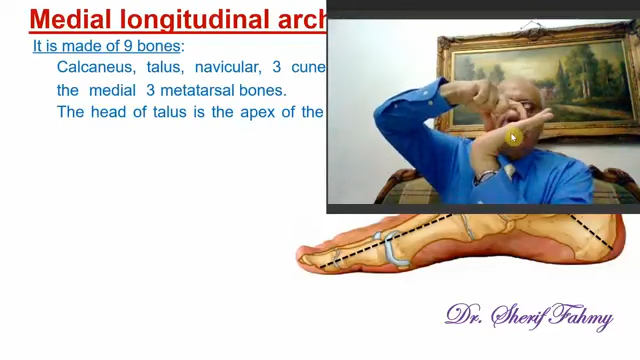 Medial longitudinal arch
It is made of 9 bones:
Calcaneus, talus, navicular, 3 cune
the medial 3 metatarsal bones.
The head of talus is the apex of the
Dr. Sherif Fahmy